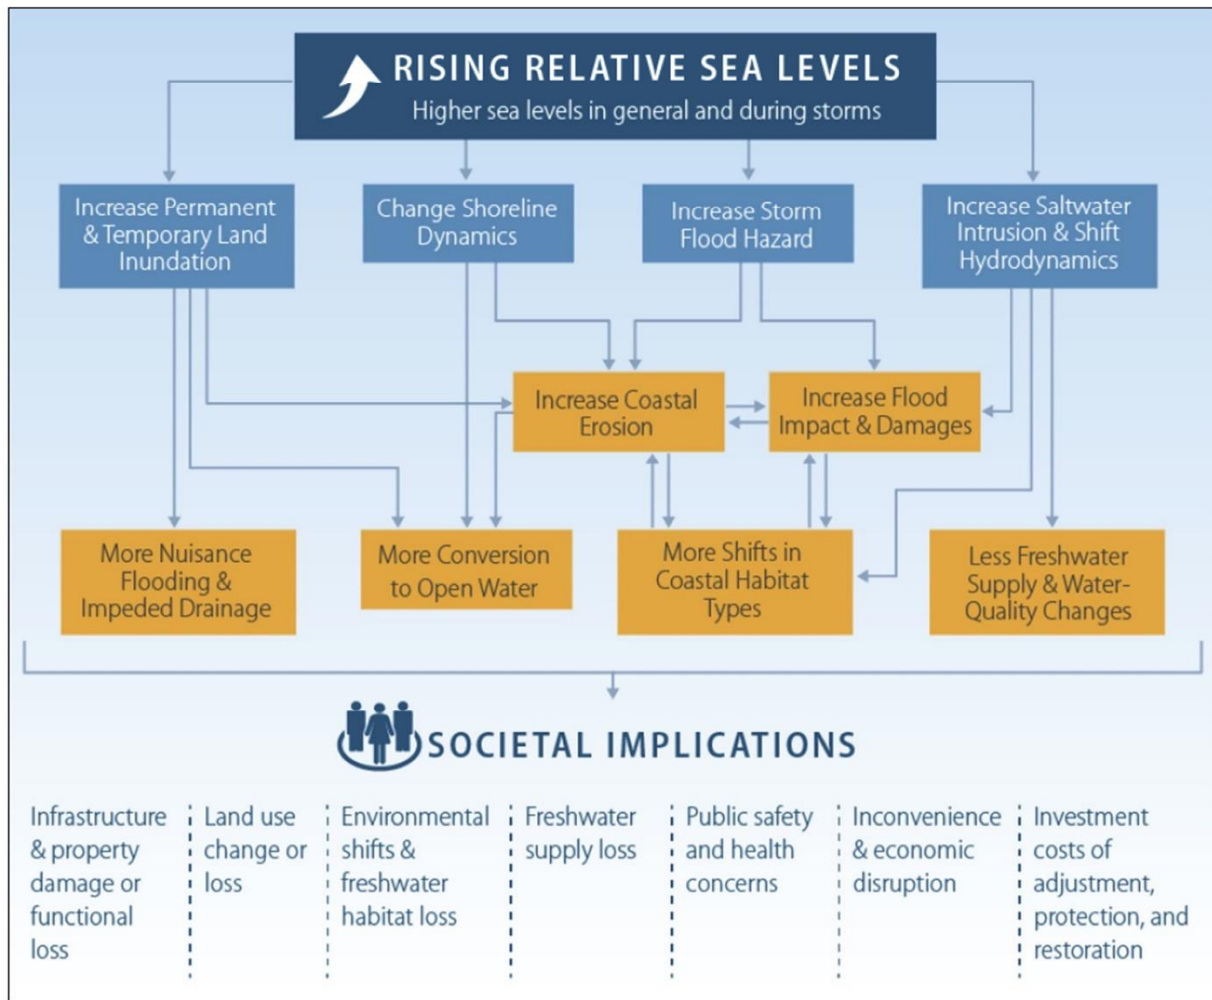 RISING RELATIVE SEA LEVELS
Higher sea levels in general and during storms
Increase Permanent
& Temporary Land
Inundation
Change Shoreline
Dynamics
Increase Storm
Flood Hazard
Increase Saltwater
Intrusion & Shift
Hydrodynamics
Increase Coastal
Erosion
Increase Flood
Impact & Damages
More Nuisance
Flooding &
Impeded Drainage
More Conversion
to Open Water
More Shifts in
Coastal Habitat
Types
Less Freshwater
Supply & Water-
Quality Changes
SOCIETAL IMPLICATIONS
Infrastructure
& property
damage or
functional
loss
Land use
change or
loss
Environmental
shifts &
freshwater
habitat loss
Freshwater
supply loss
Public safety
and health
concerns
Inconvenience
& economic
disruption
Investment
costs of
adjustment,
protection, and
restoration